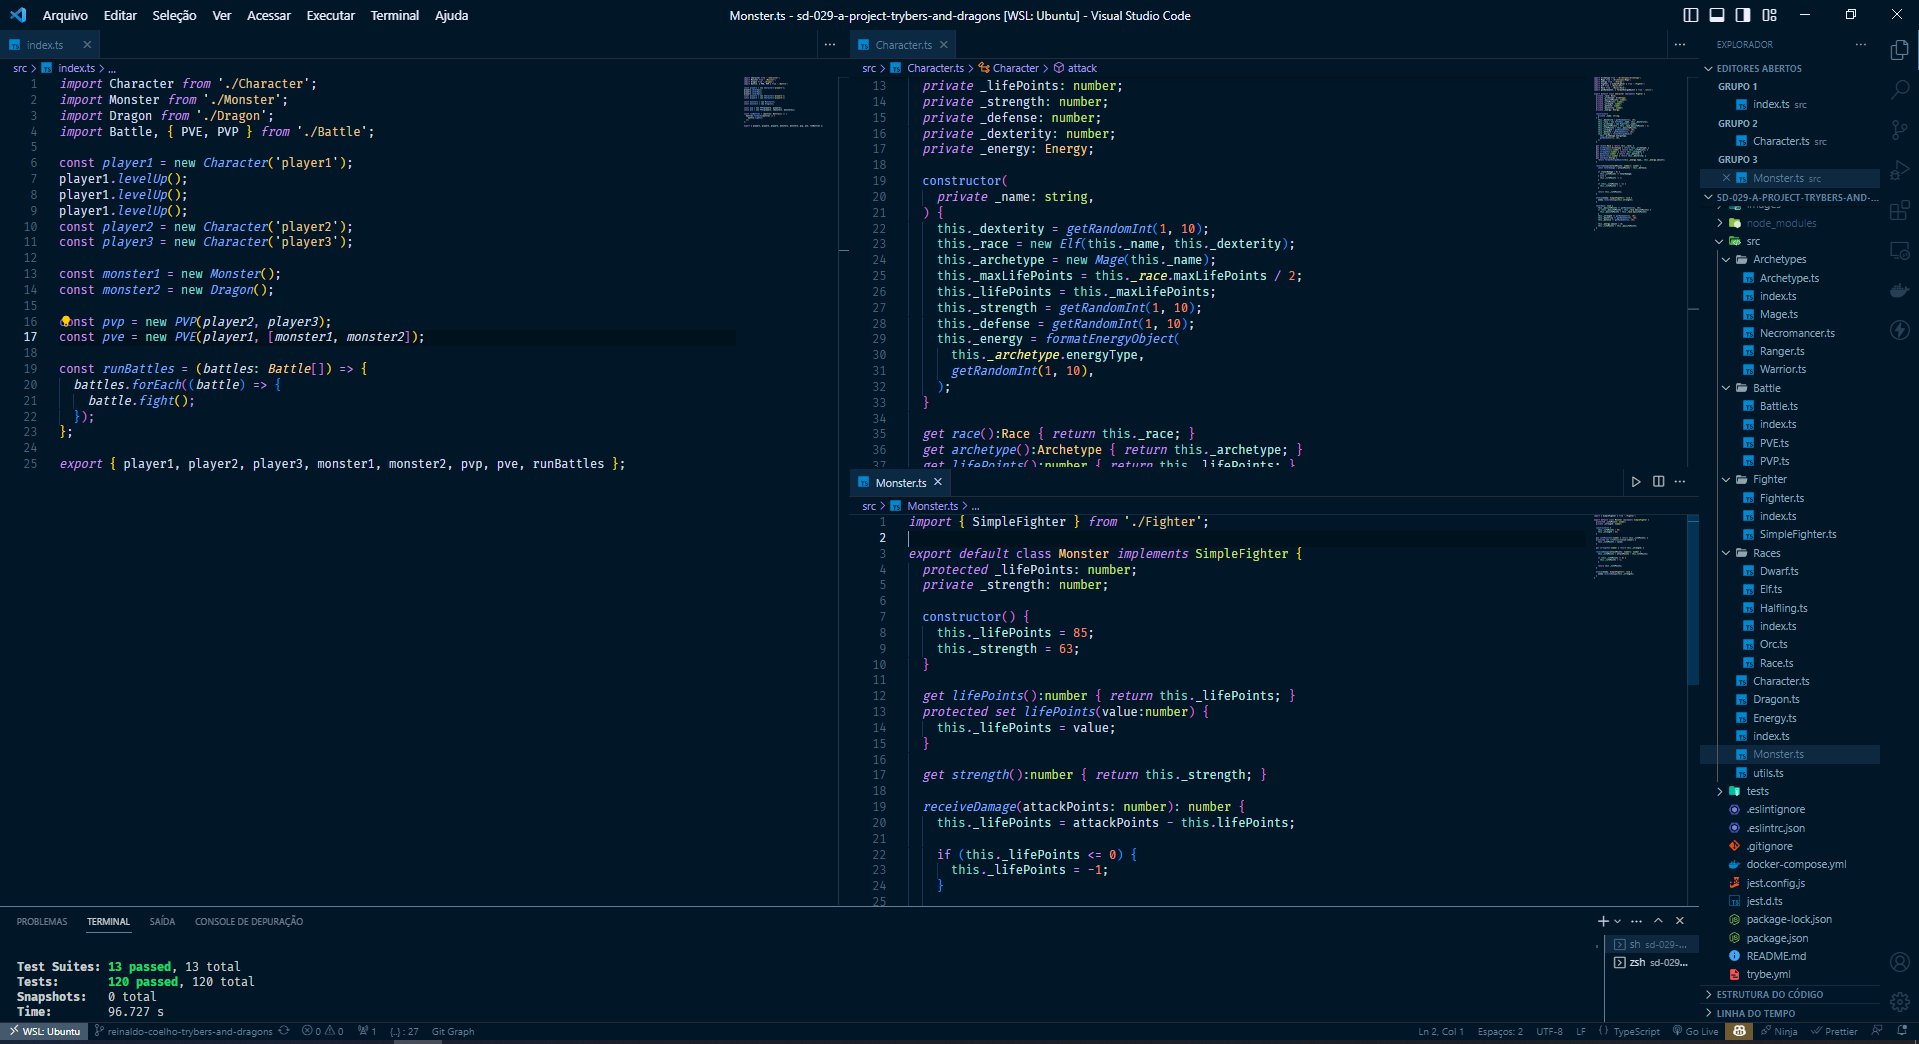 Arquivo Editar Seleção Ver Acessar Executar Terminal Ajuda
Monster.ts - sd-029-a-project-trybers-and-dragons [WSL: Ubuntu] - Visual Studio Code
index.ts
src > index.ts > ...
1 import Character from './Character';
2 import Monster from './Monster';
3 import Dragon from './Dragon';
4 import Battle, { PVE, PVP } from './Battle';
5
6 const player1 = new Character('player1');
7 player1.levelUp();
8 player1.levelUp();
9 player1.levelUp();
10 const player2 = new Character('player2');
11 const player3 = new Character('player3');
12
13 const monster1 = new Monster();
14 const monster2 = new Dragon();
15
16 const pvp = new PVP(player2, player3);
17 const pve = new PVE(player1, [monster1, monster2]);
18
19 const runBattles = (battles: Battle[]) => {
20 battles.forEach((battle) => {
21 battle.fight();
22 });
23 };
24
25 export { player1, player2, player3, monster1, monster2, pvp, pve, runBattles };
Character.ts
src > Character.ts > Character > attack
13 private _lifePoints: number;
14 private _strength: number;
15 private _defense: number;
16 private _dexterity: number;
17 private _energy: Energy;
18
19 constructor(
20 private _name: string,
21 ) {
22 this._dexterity = getRandomInt(1, 10);
23 this._race = new Elf(this._name, this._dexterity);
24 this._archetype = new Mage(this._name);
25 this._maxLifePoints = this._race.maxLifePoints / 2;
26 this._lifePoints = this._maxLifePoints;
27 this._strength = getRandomInt(1, 10);
28 this._defense = getRandomInt(1, 10);
29 this._energy = formatEnergyObject(
30 this._archetype.energyType,
31 getRandomInt(1, 10),
32 );
33 }
34
35 get race():Race { return this._race; }
36 get archetype():Archetype { return this._archetype; }
37 get lifePoints():number { return this._lifePoints; }
Monster.ts
src > Monster.ts > ...
1 import { SimpleFighter } from './Fighter';
2
3 export default class Monster implements SimpleFighter {
4 protected _lifePoints: number;
5 private _strength: number;
6
7 constructor() {
8 this._lifePoints = 85;
9 this._strength = 63;
10 }
11
12 get lifePoints():number { return this._lifePoints; }
13 protected set lifePoints(value:number) {
14 this._lifePoints = value;
15 }
16
17 get strength():number { return this._strength; }
18
19 receiveDamage(attackPoints: number): number {
20 this._lifePoints = attackPoints - this.lifePoints;
21
22 if (this._lifePoints <= 0) {
23 this._lifePoints = -1;
24 }
25
EXPLORADOR
EDITORES ABERTOS
GRUPO 1
index.ts src
GRUPO 2
Character.ts src
GRUPO 3
Monster.ts src
SD-029-A-PROJECT-TRYBERS-AND-...
images
node_modules
src
Archetypes
Archetype.ts
index.ts
Mage.ts
Necromancer.ts
Ranger.ts
Warrior.ts
Battle
Battle.ts
index.ts
PVE.ts
PVP.ts
Fighter
Fighter.ts
index.ts
SimpleFighter.ts
Races
Dwarf.ts
Elf.ts
Halfling.ts
index.ts
Orc.ts
Race.ts
Character.ts
Dragon.ts
Energy.ts
index.ts
Monster.ts
utils.ts
tests
.eslintignore
.eslintrc.json
.gitignore
docker-compose.yml
jest.config.js
jest.d.ts
package-lock.json
package.json
README.md
trybe.yml
ESTRUTURA DO CÓDIGO
LINHA DO TEMPO
PROBLEMAS TERMINAL SAÍDA CONSOLE DE DEPURAÇÃO
Test Suites: 13 passed, 13 total
Tests: 120 passed, 120 total
Snapshots: 0 total
Time: 96.727 s
sh sd-029-...
zsh sd-029...
WSL: Ubuntu reinaldo-coelho-trybers-and-dragons 0 0 1 {..} : 27 Git Graph
Ln 2, Col 1 Espaços: 2 UTF-8 LF {} TypeScript Go Live Ninja Prettier